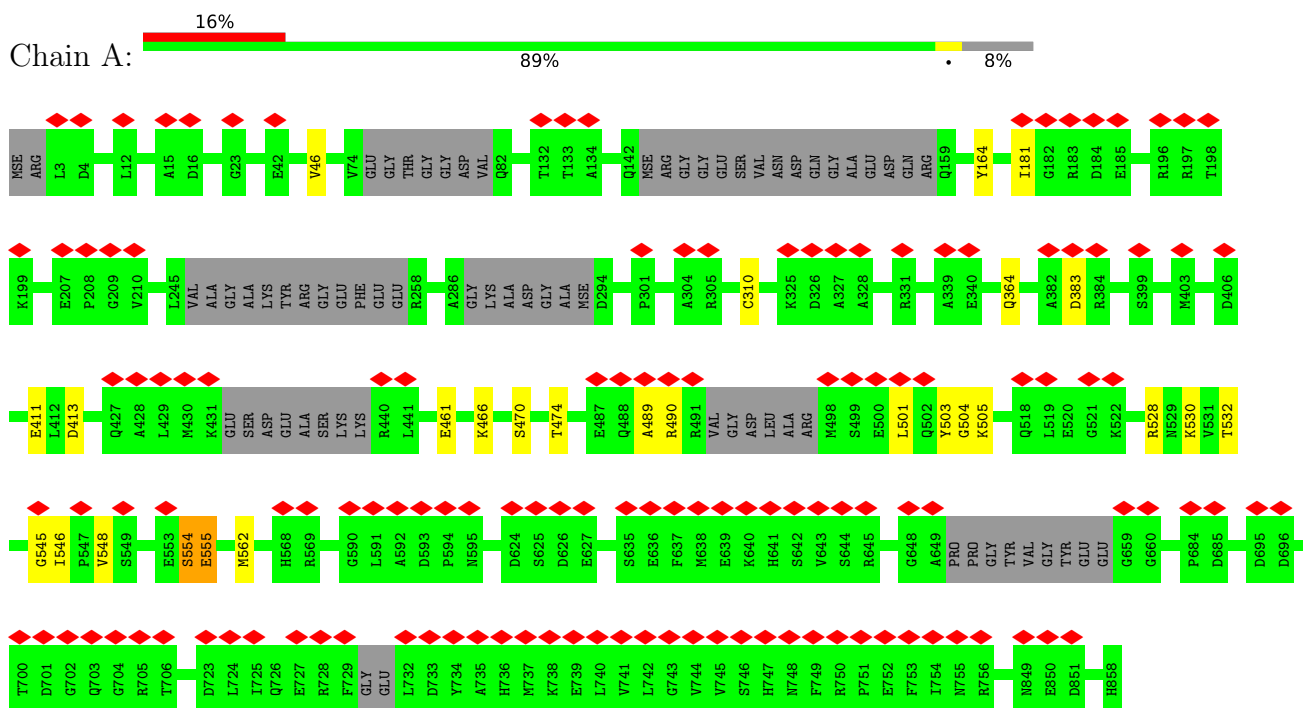 16%
Chain A:
89% • 8%
MSE ARG L3 D4 L12 A15 D16 G23 E42 V46 V74 GLU GLY THR GLY GLY ASP VAL Q82 T132 T133 A134 Q142 MSE ARG GLY GLY GLU SER VAL ASN ASP GLN GLY ALA GLU ASP GLN ARG Q159 Y164 I181 G182 R183 D184 E185 R196 R197 T198
K199 E207 P208 G209 V210 L245 VAL ALA GLY ALA LYS TYR ARG GLY GLU PHE GLU GLU R258 A286 GLY LYS ALA ASP GLY ALA MSE D294 P301 A304 R305 C310 K325 D326 A327 A328 R331 A339 E340 Q364 A382 D383 R384 S399 M403 D406
E411 L412 D413 Q427 A428 L429 M430 K431 GLU SER ASP GLU ALA SER LYS LYS R440 L441 E461 K466 S470 T474 E487 Q488 A489 R490 R491 VAL GLY ASP LEU ALA ARG M498 S499 E500 L501 Q502 Y503 G504 K505 Q518 L519 E520 G521 K522 R528 N529 K530 V531 T532
G545 I546 P547 V548 S549 E553 S554 E555 M562 H568 R569 G590 L591 A592 D593 P594 N595 D624 S625 D626 E627 S635 E636 F637 M638 E639 K640 H641 S642 V643 S644 R645 G648 A649 PRO PRO GLY TYR VAL GLY TYR GLU GLU G659 G660 P684 D685 D695 D696
T700 D701 G702 Q703 G704 R705 T706 D723 L724 I725 Q726 E727 R728 F729 GLY GLU L732 D733 Y734 A735 H736 M737 K738 E739 L740 V741 L742 G743 V744 V745 S746 H747 N748 F749 R750 P751 E752 F753 I754 N755 R756 N849 E850 D851 H858